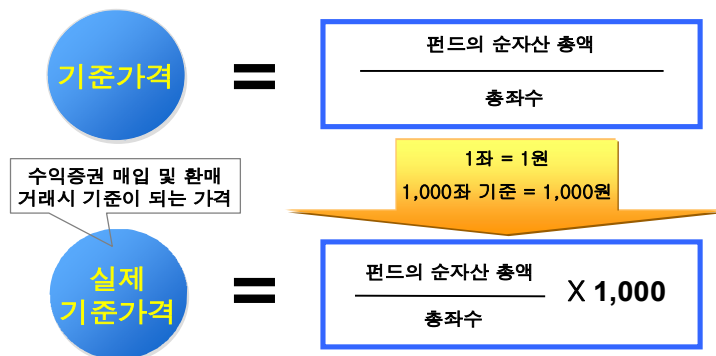 기준가격
=
펀드의 순자산 총액
총좌수
1좌 = 1원
1,000좌 기준 = 1,000원
수익증권 매입 및 환매
거래시 기준이 되는 가격
실제
기준가격
=
펀드의 순자산 총액
총좌수
X 1,000